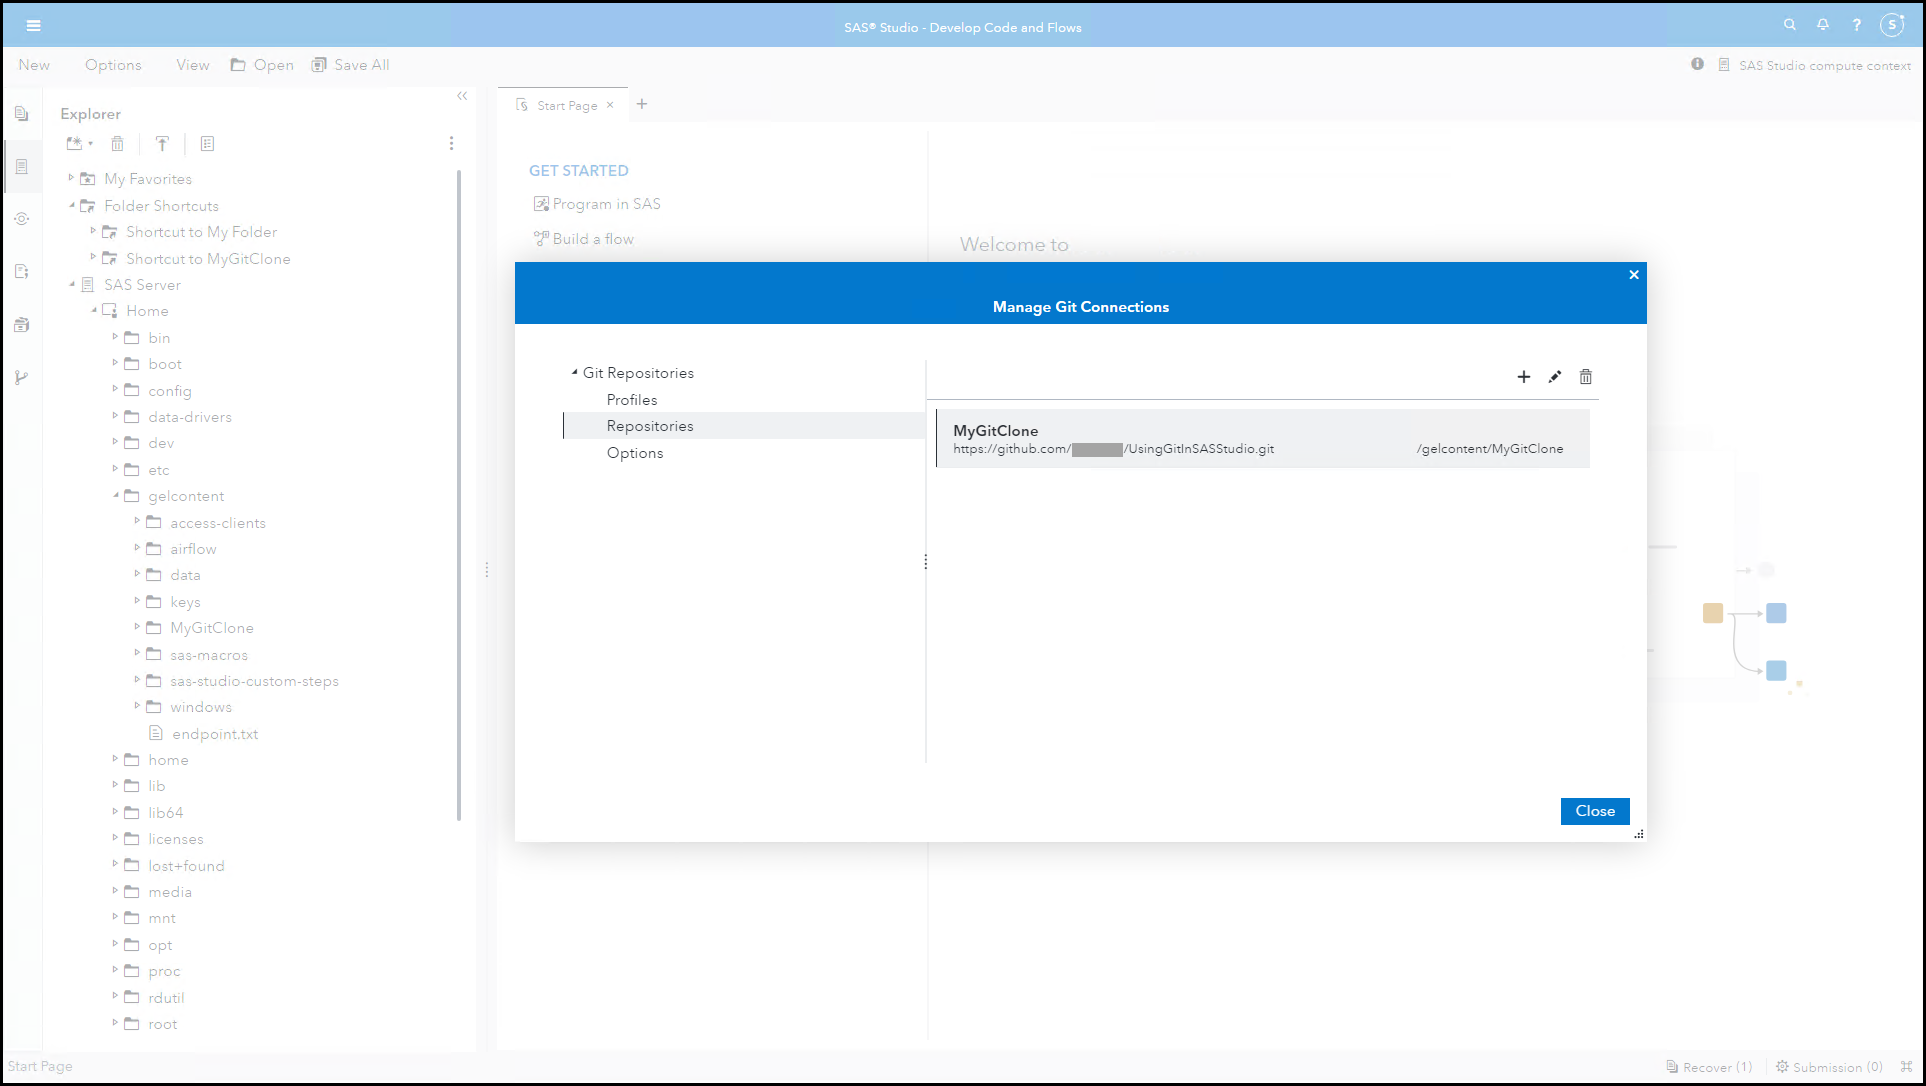 SAS® Studio - Develop Code and Flows
?
S
New
Options
View
Open
Save All
SAS Studio compute context
Explorer
Start Page
My Favorites
Folder Shortcuts
Shortcut to My Folder
Shortcut to MyGitClone
SAS Server
Home
bin
boot
config
data-drivers
dev
etc
gelcontent
access-clients
airflow
data
keys
MyGitClone
sas-macros
sas-studio-custom-steps
windows
endpoint.txt
home
lib
lib64
licenses
lost+found
media
mnt
opt
proc
rdutil
root
GET STARTED
Program in SAS
Build a flow
Welcome to
Manage Git Connections
Git Repositories
Profiles
Repositories
Options
MyGitClone
https://github.com/ /UsingGitInSASStudio.git
/gelcontent/MyGitClone
Close
Start Page
Recover (1)
Submission (0)